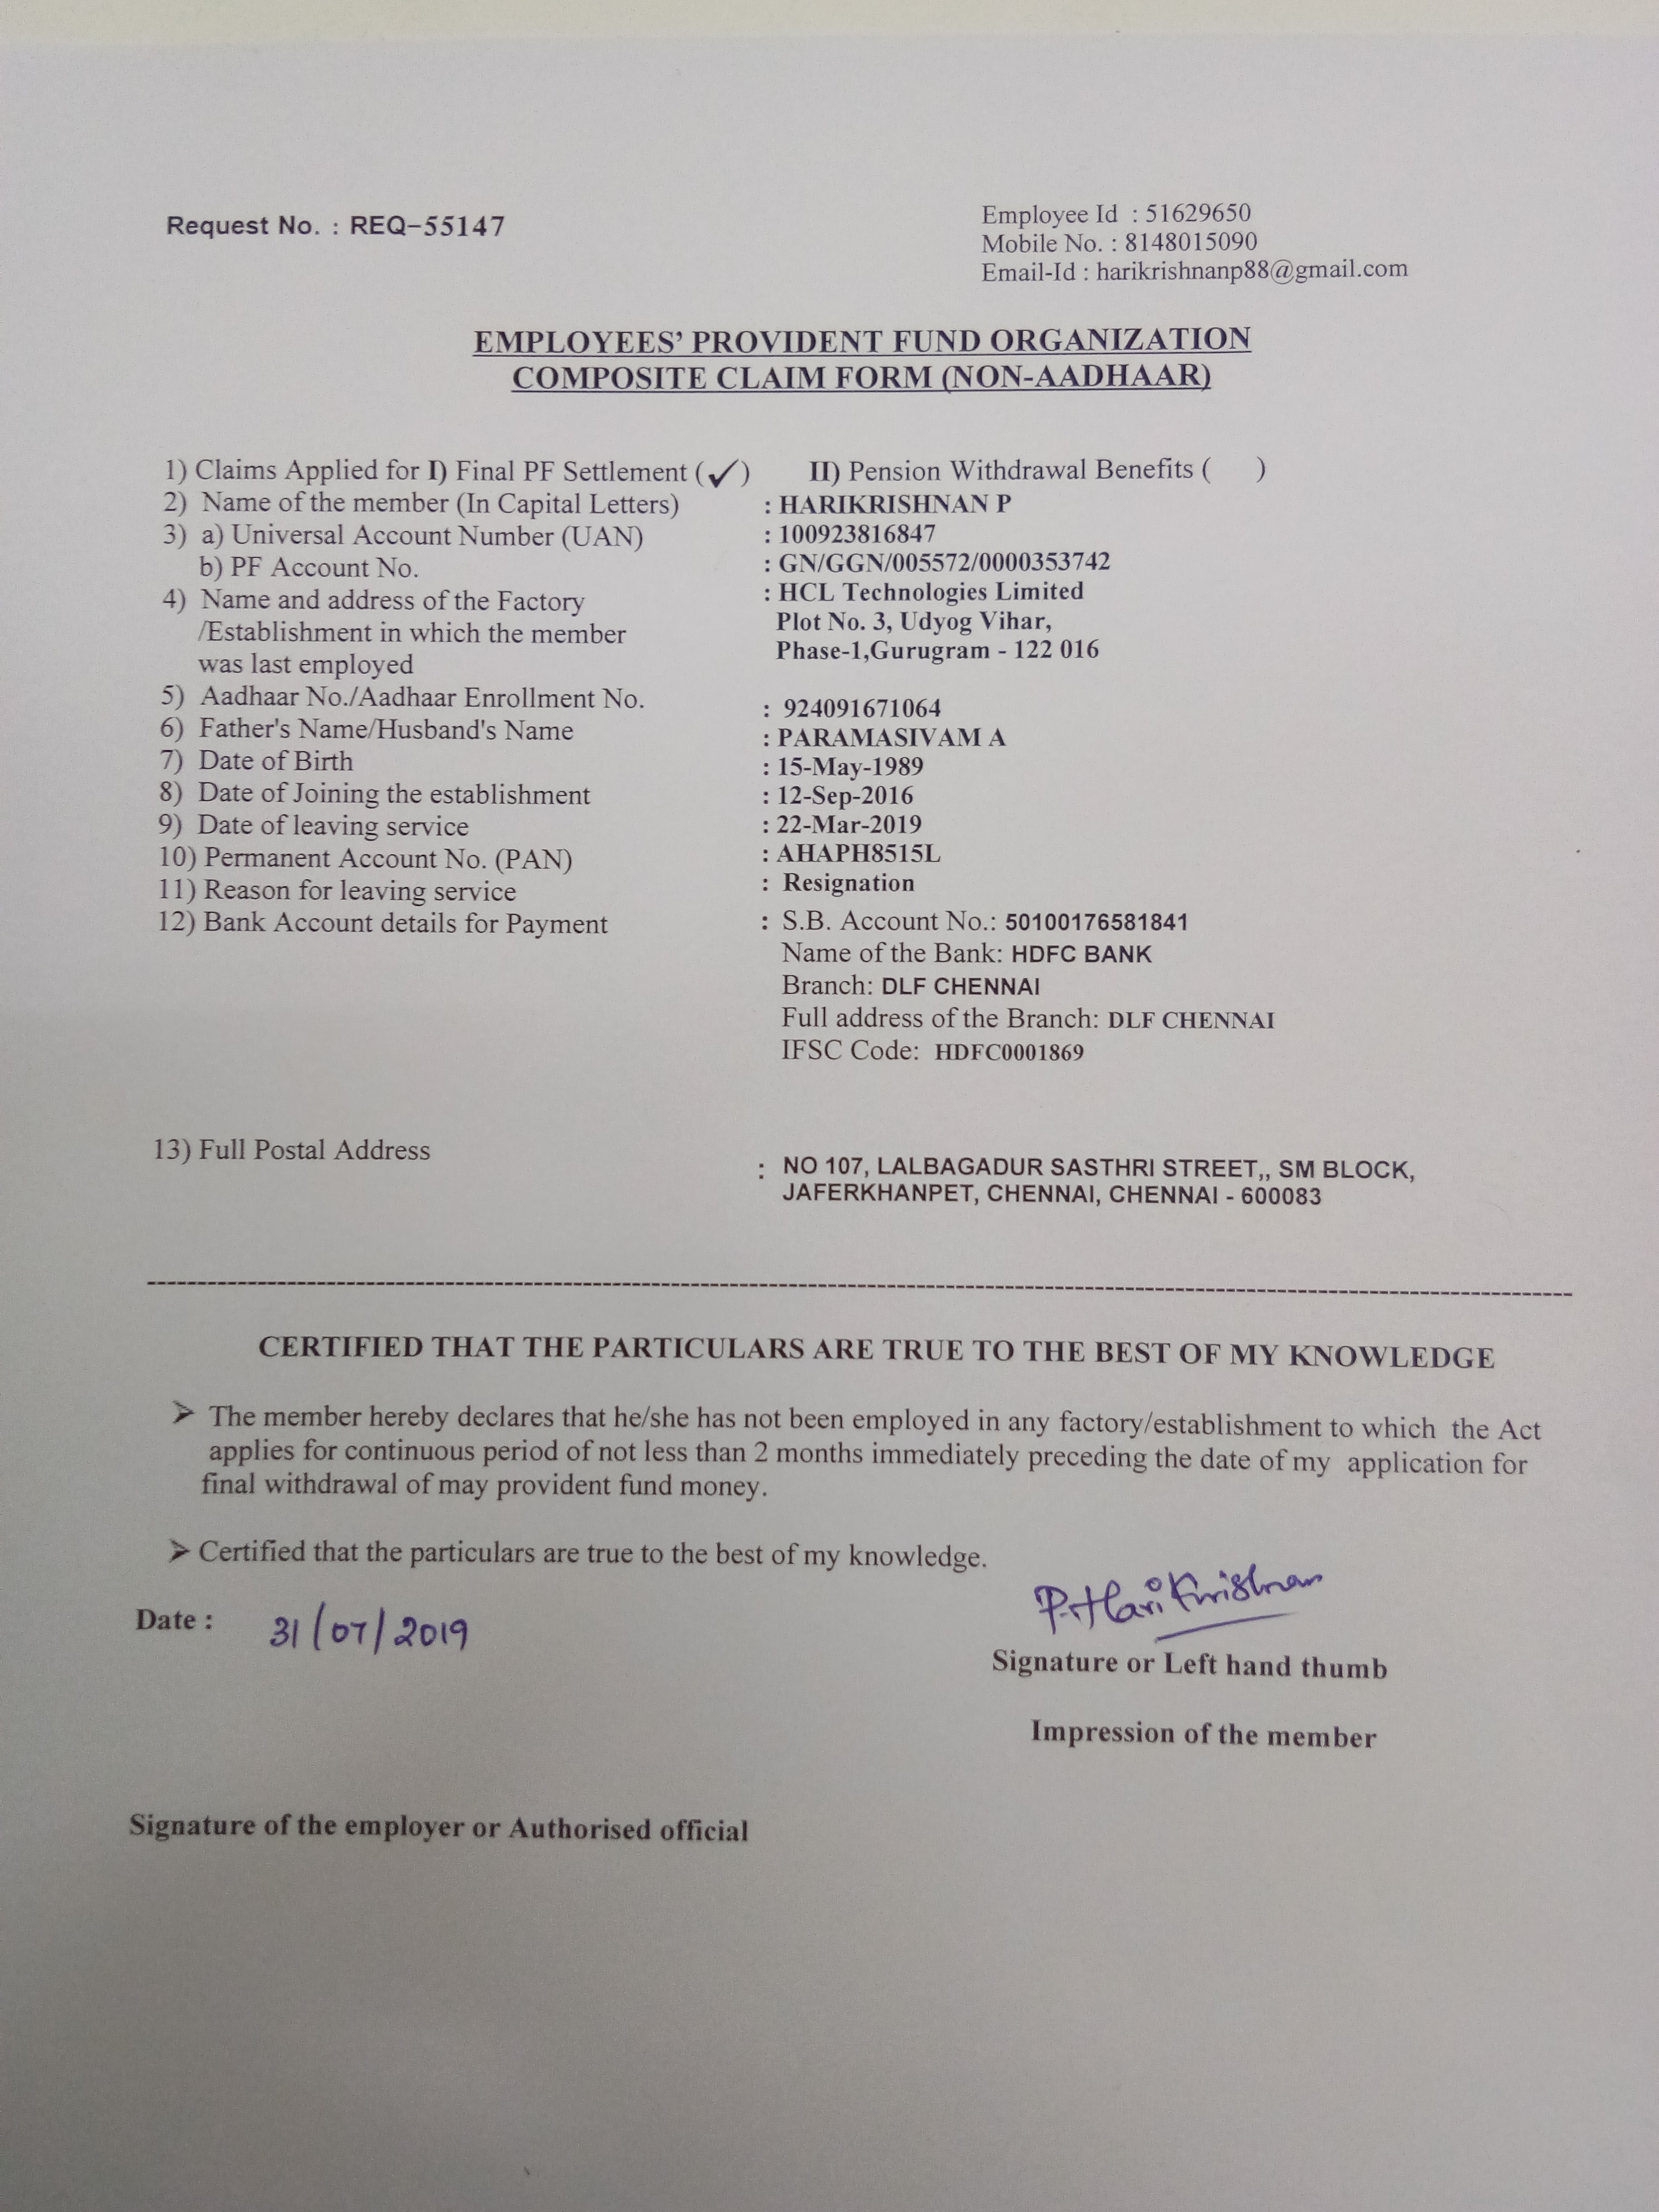 Request No. : REQ-55147
Employee Id : 51629650
Mobile No. : 8148015090
Email-Id : harikrishnanp88@gmail.com
EMPLOYEES' PROVIDENT FUND ORGANIZATION
COMPOSITE CLAIM FORM (NON-AADHAAR)
1) Claims Applied for I) Final PF Settlement (✓) II) Pension Withdrawal Benefits ( )
2) Name of the member (In Capital Letters) : HARIKRISHNAN P
3) a) Universal Account Number (UAN) : 100923816847
b) PF Account No. : GN/GGN/005572/0000353742
4) Name and address of the Factory : HCL Technologies Limited
/Establishment in which the member Plot No. 3, Udyog Vihar,
was last employed Phase-1,Gurugram - 122 016
5) Aadhaar No./Aadhaar Enrollment No. : 924091671064
6) Father's Name/Husband's Name : PARAMASIVAM A
7) Date of Birth : 15-May-1989
8) Date of Joining the establishment : 12-Sep-2016
9) Date of leaving service : 22-Mar-2019
10) Permanent Account No. (PAN) : AHAPH8515L
11) Reason for leaving service : Resignation
12) Bank Account details for Payment : S.B. Account No.: 50100176581841
Name of the Bank: HDFC BANK
Branch: DLF CHENNAI
Full address of the Branch: DLF CHENNAI
IFSC Code: HDFC0001869
13) Full Postal Address : NO 107, LALBAGADUR SASTHRI STREET,, SM BLOCK,
JAFERKHANPET, CHENNAI, CHENNAI - 600083
CERTIFIED THAT THE PARTICULARS ARE TRUE TO THE BEST OF MY KNOWLEDGE
➢ The member hereby declares that he/she has not been employed in any factory/establishment to which the Act
applies for continuous period of not less than 2 months immediately preceding the date of my application for
final withdrawal of may provident fund money.
➢ Certified that the particulars are true to the best of my knowledge.
P. Hari Krishnan
Date : 31/07/2019
Signature or Left hand thumb
Impression of the member
Signature of the employer or Authorised official